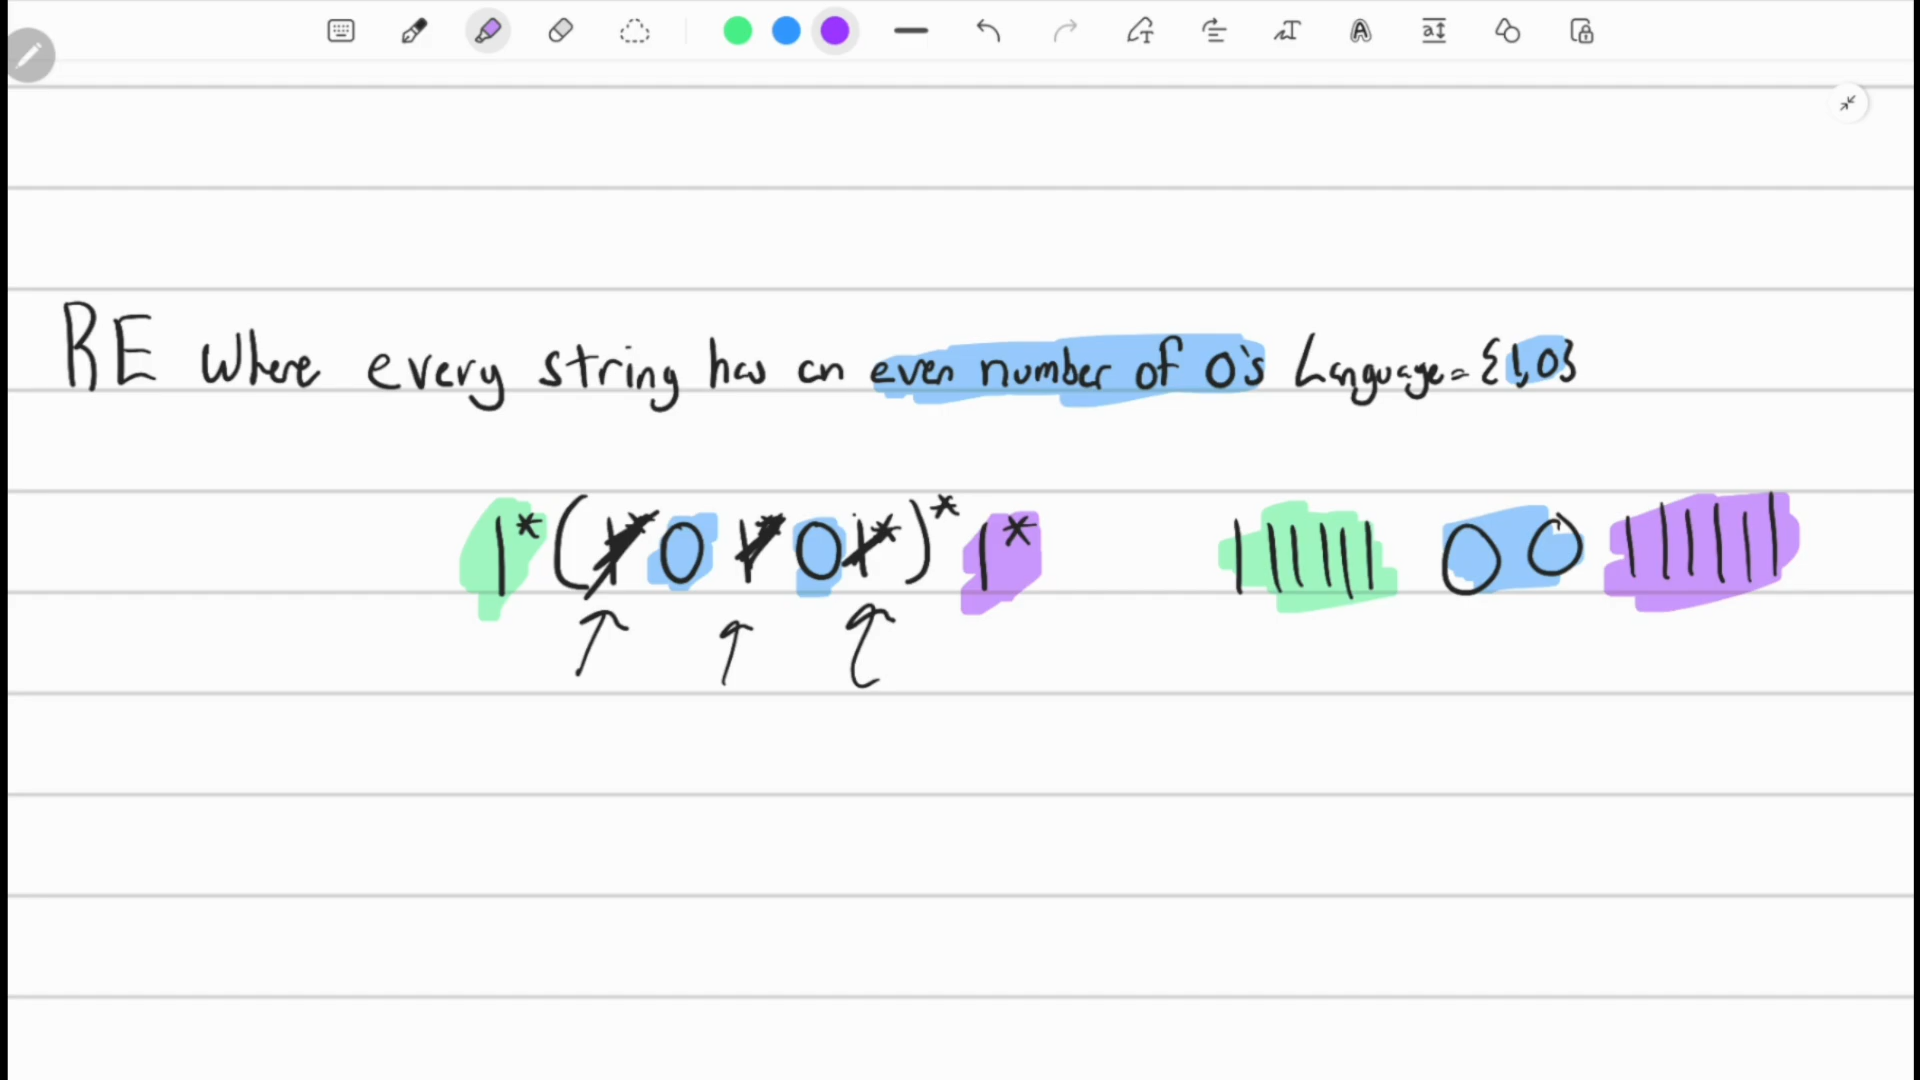 RE where every string has an even number of 0's Language = {1,0}
1*(1*01*01*)*1* 111111 00 111111